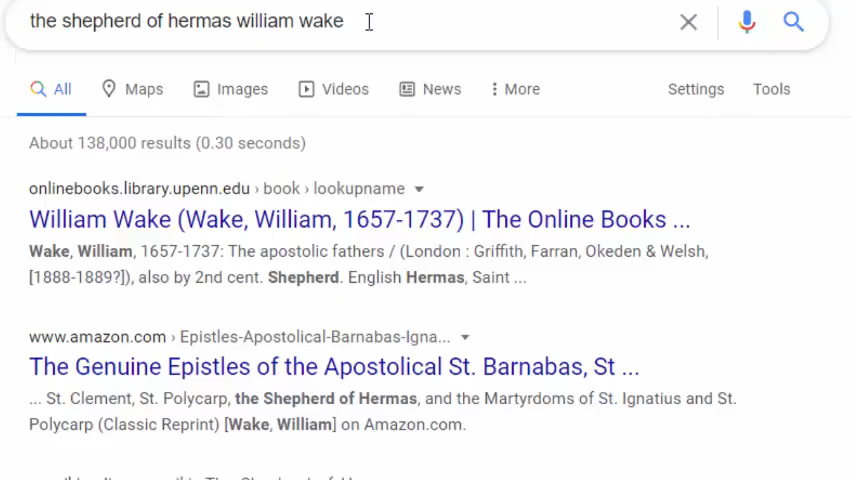 the shepherd of hermas william wake
All Maps Images Videos News More Settings Tools
About 138,000 results (0.30 seconds)
onlinebooks.library.upenn.edu › book › lookupname
William Wake (Wake, William, 1657-1737) | The Online Books ...
Wake, William, 1657-1737: The apostolic fathers / (London : Griffith, Farran, Okeden & Welsh,
[1888-1889?]), also by 2nd cent. Shepherd. English Hermas, Saint ...
www.amazon.com › Epistles-Apostolical-Barnabas-Igna...
The Genuine Epistles of the Apostolical St. Barnabas, St ...
... St. Clement, St. Polycarp, the Shepherd of Hermas, and the Martyrdoms of St. Ignatius and St.
Polycarp (Classic Reprint) [Wake, William] on Amazon.com.